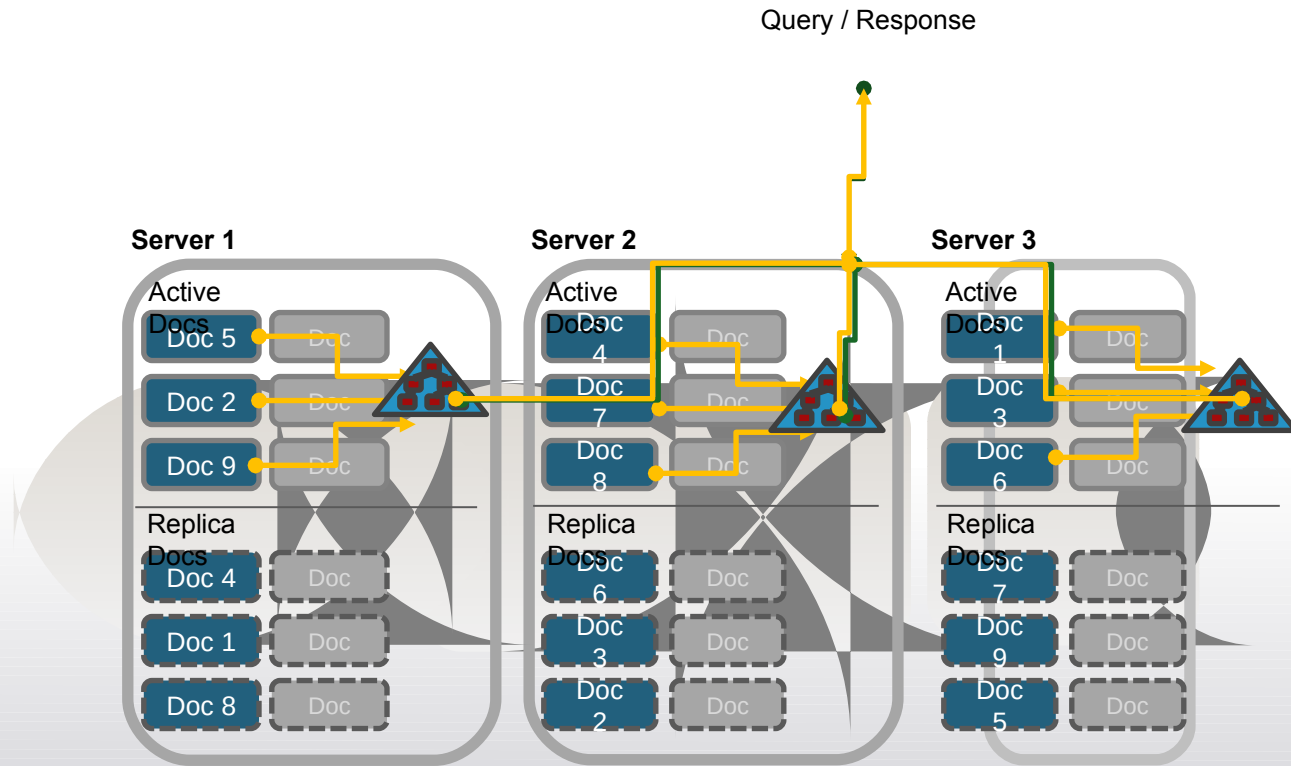 Query / Response
Server 1
Active
Docs
Doc 5
Doc
Doc 2
Doc
Doc 9
Doc
Replica
Docs
Doc 4
Doc
Doc 1
Doc
Doc 8
Doc
Server 2
Active
Docs
Doc
4
Doc
Doc
7
Doc
Doc
8
Doc
Replica
Docs
Doc
6
Doc
Doc
3
Doc
Doc
2
Doc
Server 3
Active
Docs
Doc
1
Doc
Doc
3
Doc
Doc
6
Doc
Replica
Docs
Doc
7
Doc
Doc
9
Doc
Doc
5
Doc